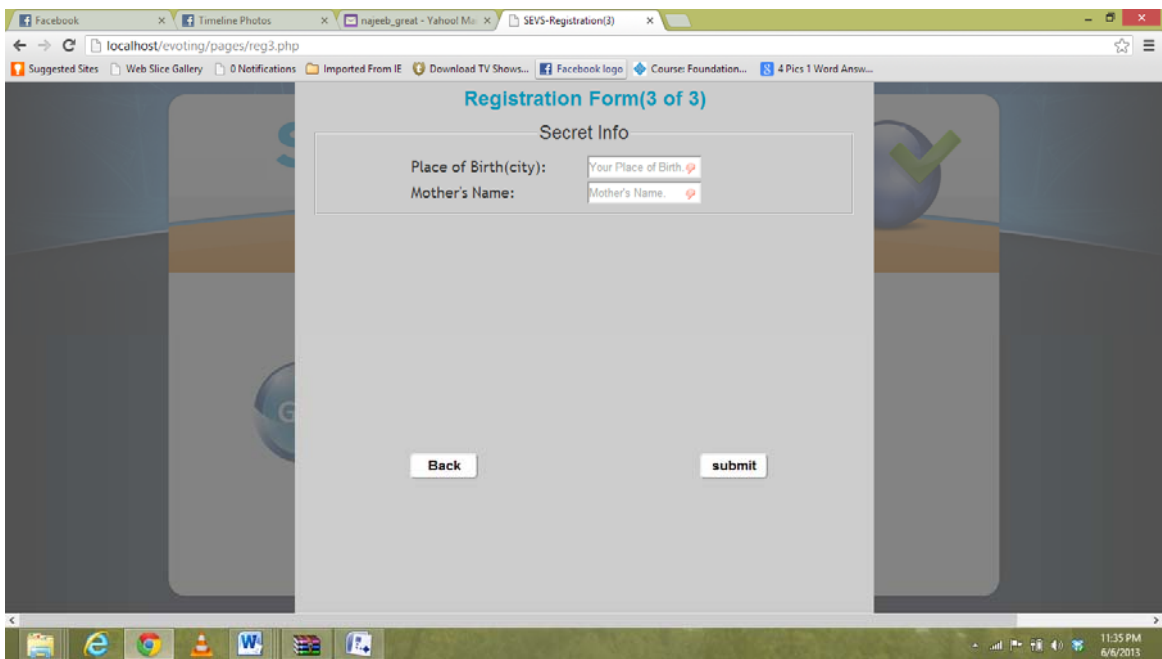 Facebook
Timeline Photos
najeeb_great - Yahoo! Ma
SEVS-Registration(3)
localhost/evoting/pages/reg3.php
Suggested Sites Web Slice Gallery 0 Notifications Imported From IE Download TV Shows... Facebook logo Course: Foundation... 4 Pics 1 Word Answ...
Registration Form(3 of 3)
Secret Info
Place of Birth(city): Your Place of Birth.
Mother's Name: Mother's Name.
S
G
Back submit
11:35 PM
6/6/2013